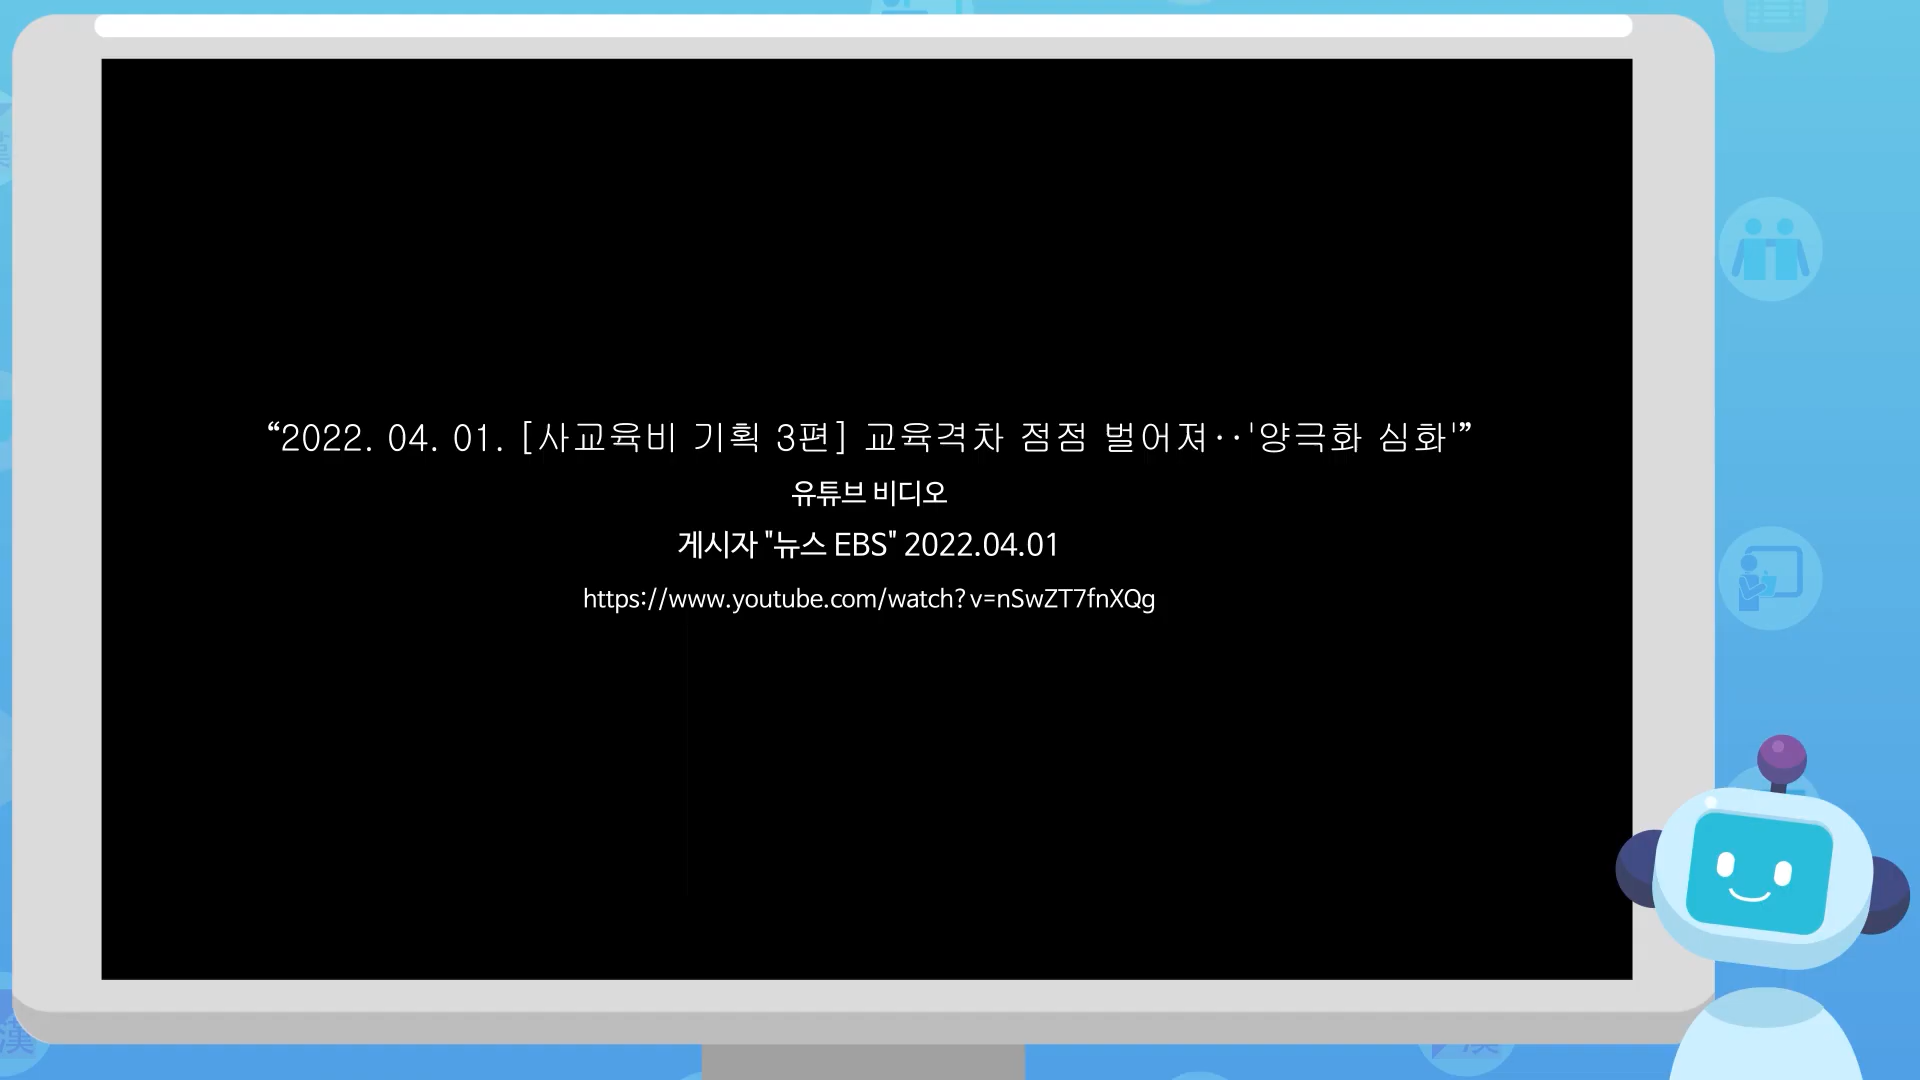 “2022. 04. 01. [사교육비 기획 3편] 교육격차 점점 벌어져‥'양극화 심화'”
유튜브 비디오
게시자 "뉴스 EBS" 2022.04.01
https://www.youtube.com/watch?v=nSwZT7fnXQg
漢
漢